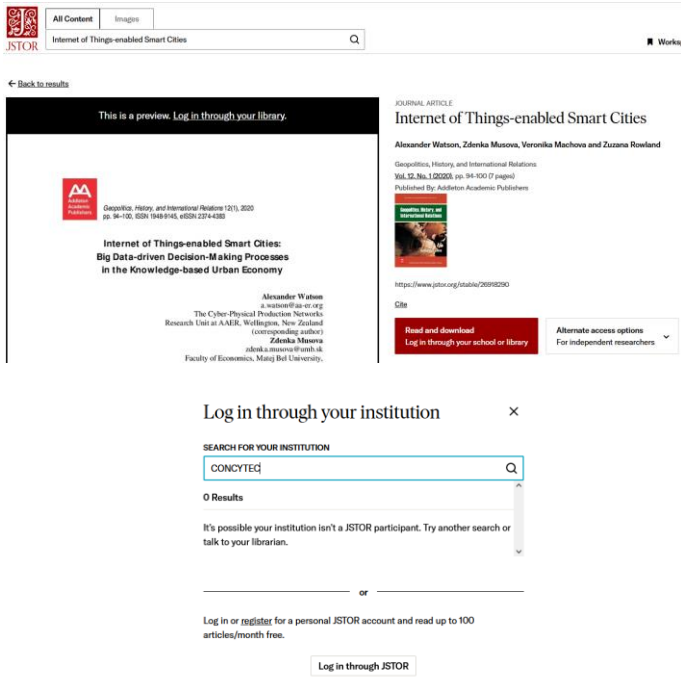 All Content Images
JSTOR
Internet of Things-enabled Smart Cities
Works
← Back to results
This is a preview. Log in through your library.
Addleton
Academic
Publishers
Geopolitics, History, and International Relations 12(1), 2020
pp. 94–100, ISSN 1948-9145, eISSN 2374-4383
Internet of Things-enabled Smart Cities:
Big Data-driven Decision-Making Processes
in the Knowledge-based Urban Economy
Alexander Watson
a.watson@aa-er.org
The Cyber-Physical Production Networks
Research Unit at AAER, Wellington, New Zealand
(corresponding author)
Zdenka Musova
zdenka.musova@umb.sk
Faculty of Economics, Matej Bel University,
JOURNAL ARTICLE
Internet of Things-enabled Smart Cities
Alexander Watson, Zdenka Musova, Veronika Machova and Zuzana Rowland
Geopolitics, History, and International Relations
Vol. 12, No. 1 (2020), pp. 94-100 (7 pages)
Published By: Addleton Academic Publishers
Geopolitics, History, and
International Relations
https://www.jstor.org/stable/26918290
Cite
Read and download
Log in through your school or library
Alternate access options
For independent researchers
Log in through your institution ×
SEARCH FOR YOUR INSTITUTION
CONCYTEC
0 Results
It's possible your institution isn't a JSTOR participant. Try another search or
talk to your librarian.
or
Log in or register for a personal JSTOR account and read up to 100
articles/month free.
Log in through JSTOR